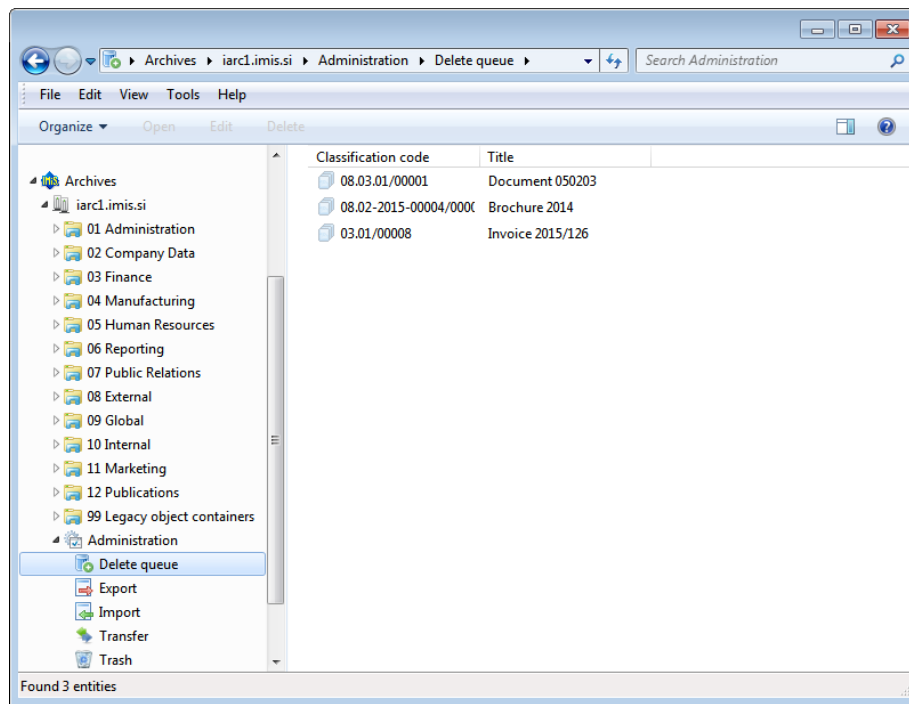 Archives iarc1.imis.si Administration Delete queue Search Administration
File Edit View Tools Help
Organize Open Edit Delete
Classification code Title
08.03.01/00001 Document 050203
08.02-2015-00004/000( Brochure 2014
03.01/00008 Invoice 2015/126
Archives
iarc1.imis.si
01 Administration
02 Company Data
03 Finance
04 Manufacturing
05 Human Resources
06 Reporting
07 Public Relations
08 External
09 Global
10 Internal
11 Marketing
12 Publications
99 Legacy object containers
Administration
Delete queue
Export
Import
Transfer
Trash
Found 3 entities